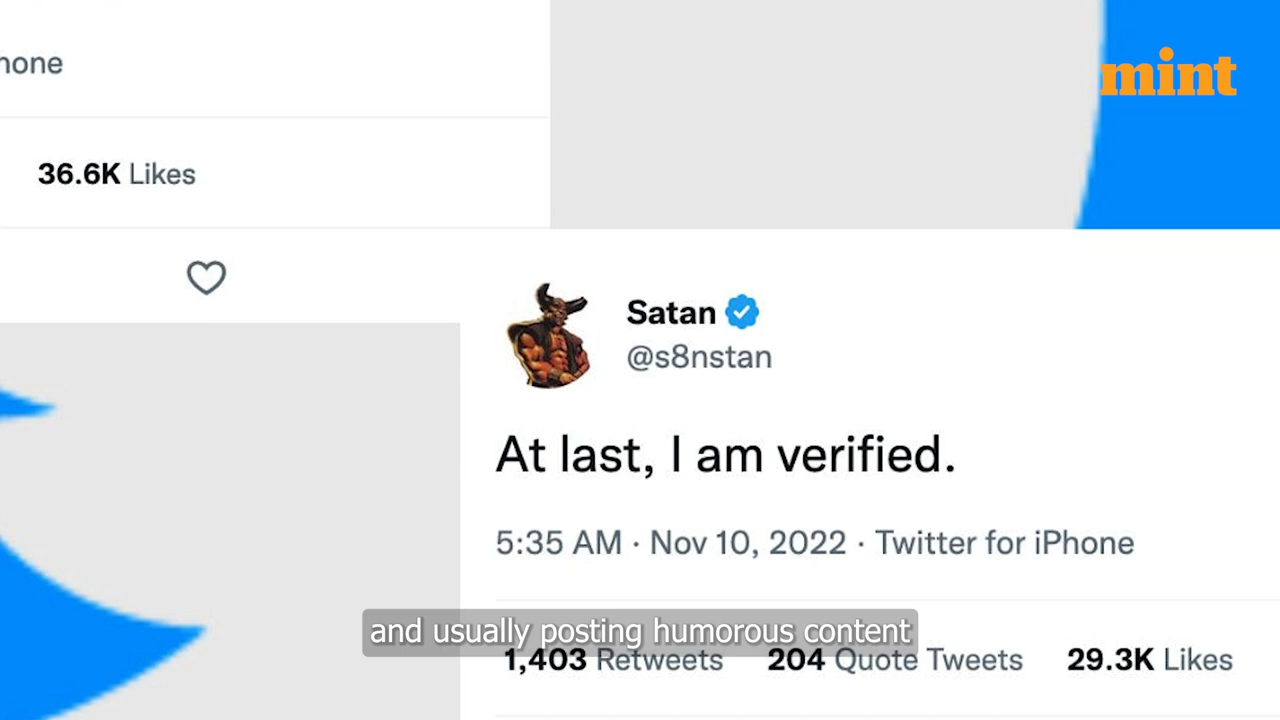 mint
hone
36.6K Likes
Satan
@s8nstan
At last, I am verified.
5:35 AM · Nov 10, 2022 · Twitter for iPhone
and usually posting humorous content
1,403 Retweets 204 Quote Tweets 29.3K Likes